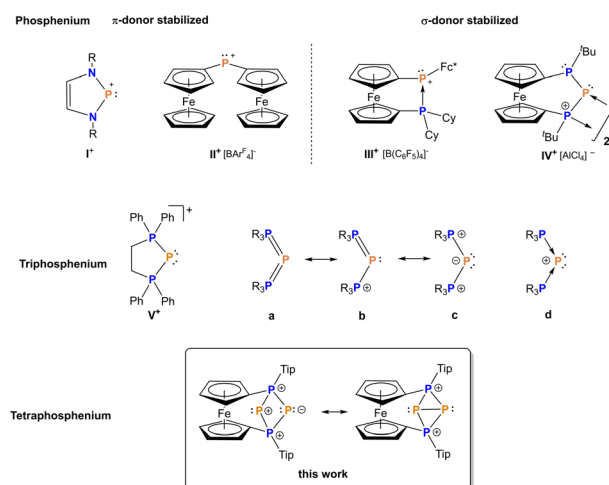 Phosphenium π-donor stabilized σ-donor stabilized
R N P + : N R
I⁺
P + Fe Fe
II⁺ [BArF4]-
Fe P + Fc* P Cy Cy
III⁺ [B(C6F5)4]-
Fe P tBu P P ⊕ tBu 2
IV⁺ [AlCl4] −
Triphosphenium
Ph Ph P P : P Ph Ph +
V⁺
R3P P R3P
a
R3P P : R3P ⊕
b
R3P ⊕ ⊖ P : R3P ⊕
c
R3P ⊕ P : R3P
d
Tetraphosphenium
Tip P ⊕ Fe :P ⊕ P: ⊖ P ⊕ Tip
Tip P ⊕ Fe :P P: P ⊕ Tip
this work